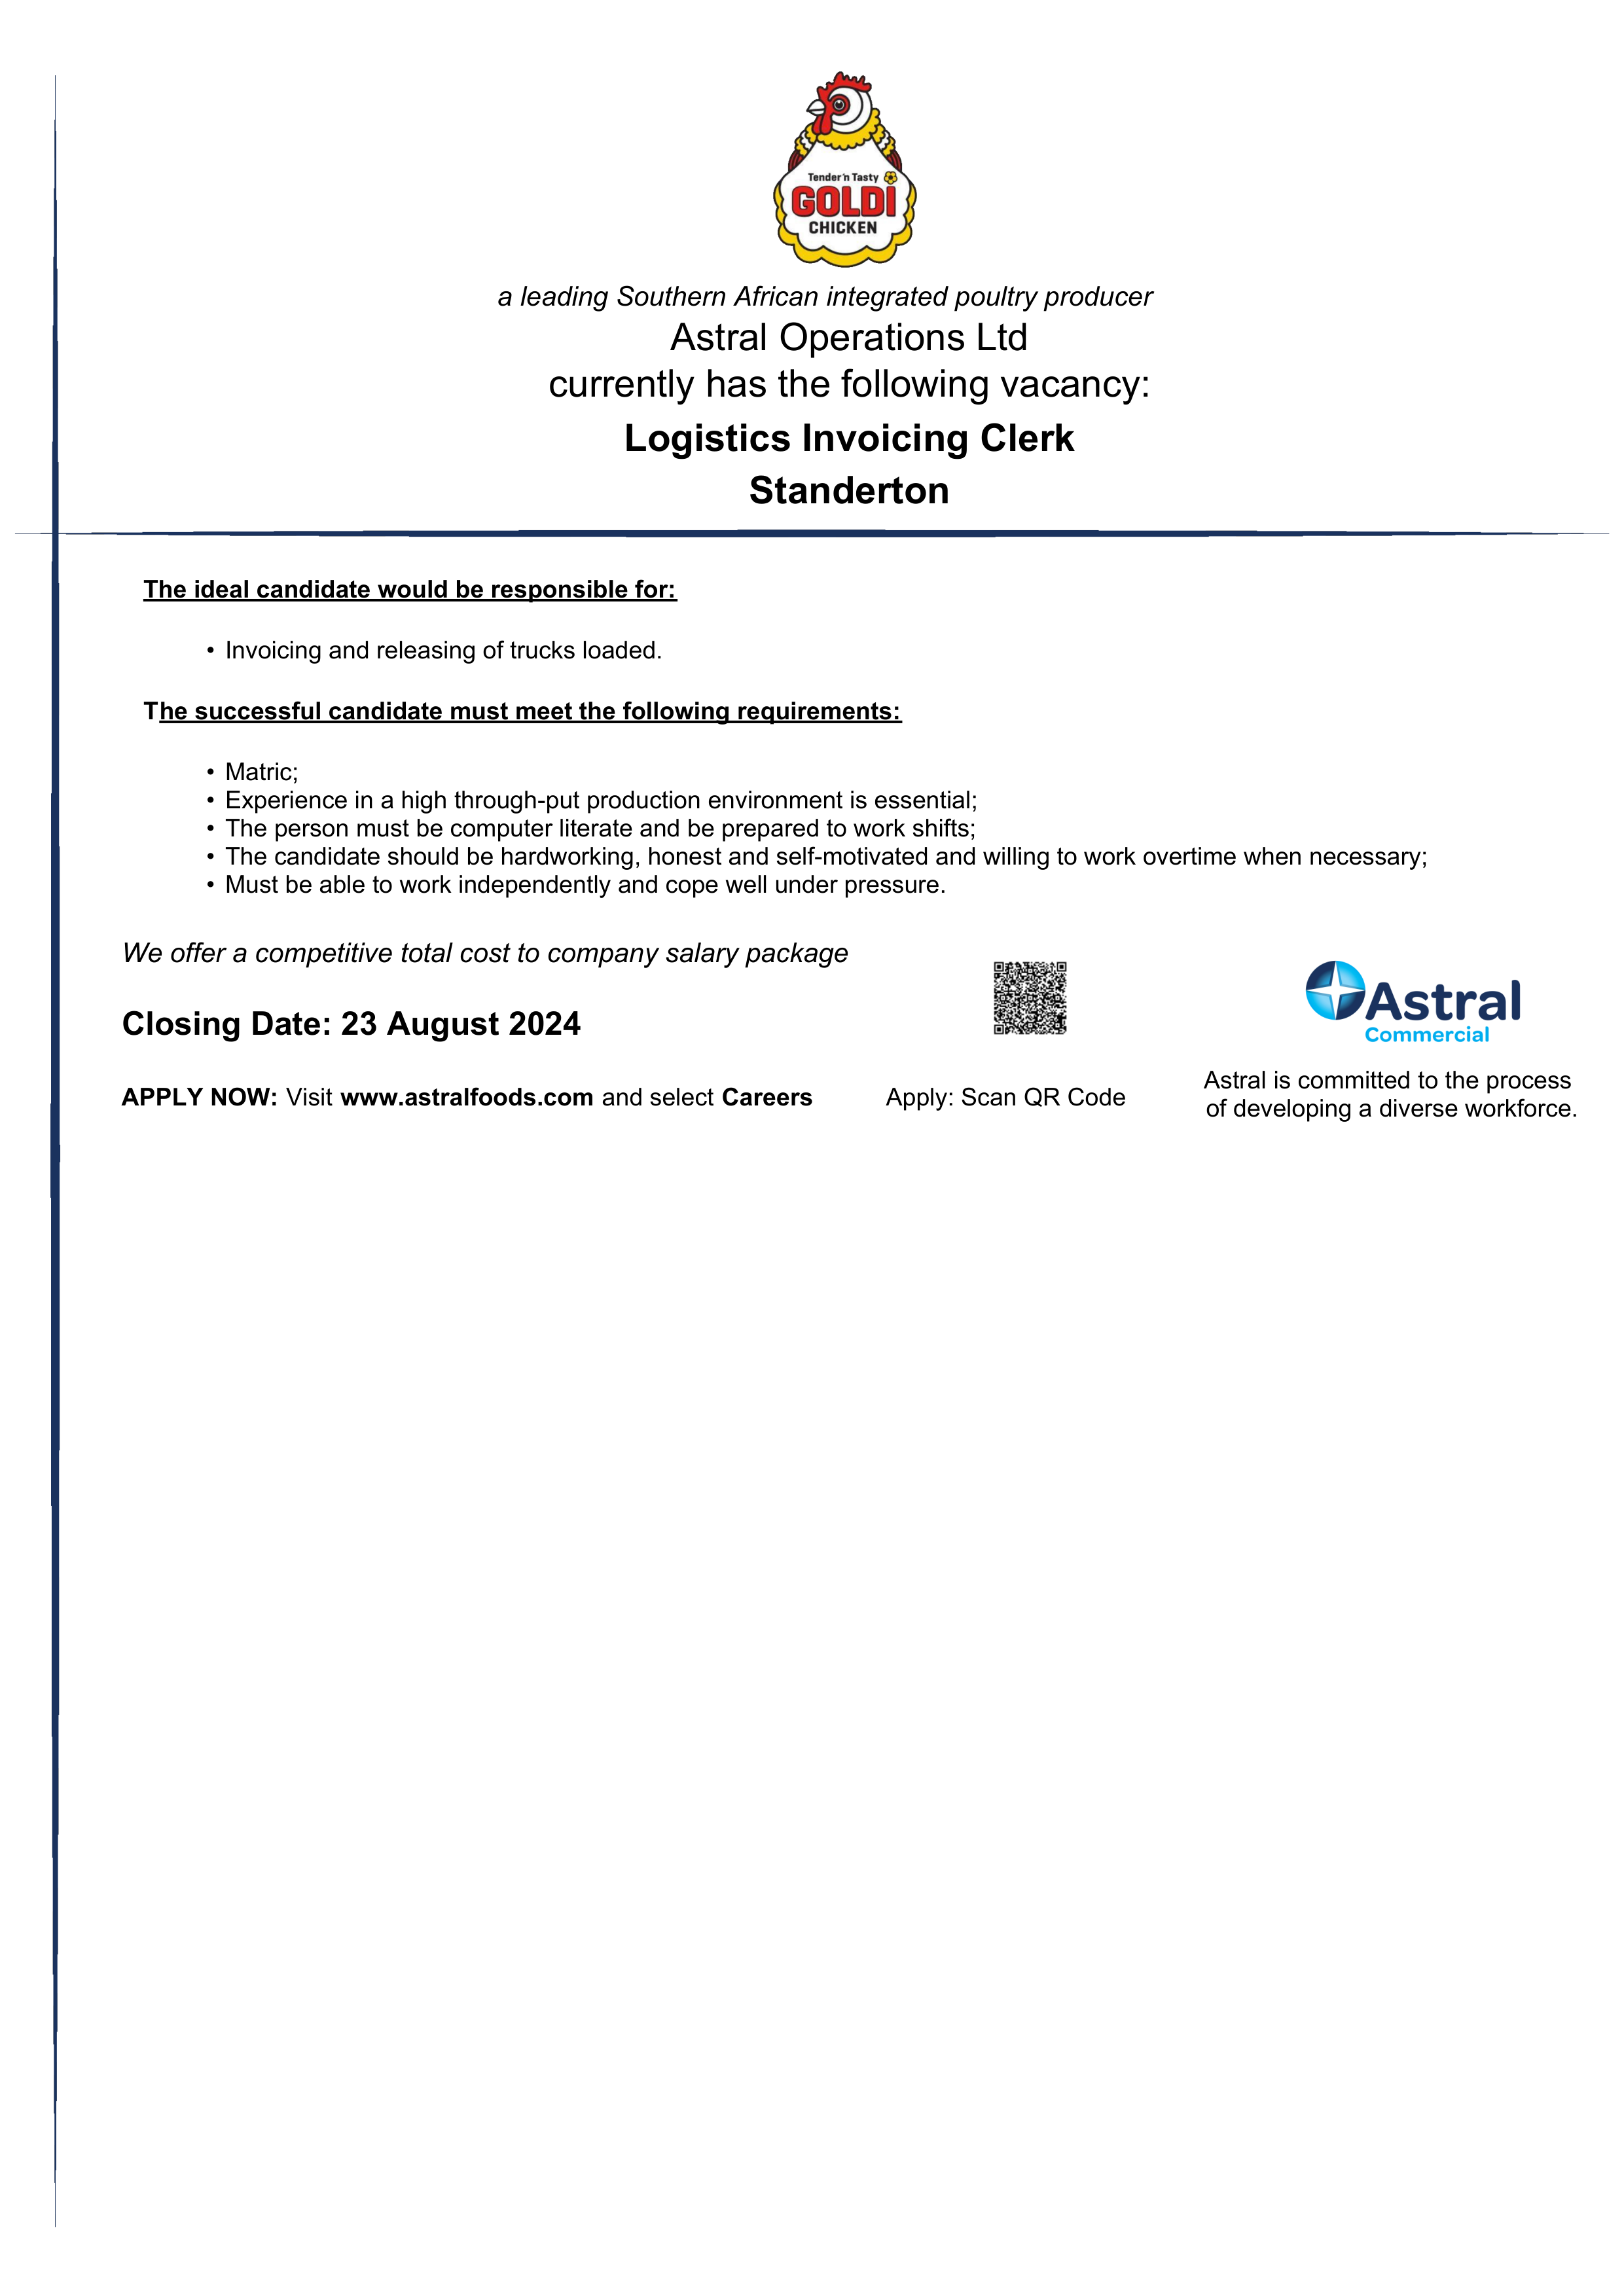 Tender'n Tasty
GOLDI
CHICKEN
a leading Southern African integrated poultry producer
Astral Operations Ltd
currently has the following vacancy:
Logistics Invoicing Clerk
Standerton
The ideal candidate would be responsible for:
• Invoicing and releasing of trucks loaded.
The successful candidate must meet the following requirements:
• Matric;
• Experience in a high through-put production environment is essential;
• The person must be computer literate and be prepared to work shifts;
• The candidate should be hardworking, honest and self-motivated and willing to work overtime when necessary;
• Must be able to work independently and cope well under pressure.
We offer a competitive total cost to company salary package
Closing Date: 23 August 2024
APPLY NOW: Visit www.astralfoods.com and select Careers
Apply: Scan QR Code
Astral
Commercial
Astral is committed to the process
of developing a diverse workforce.